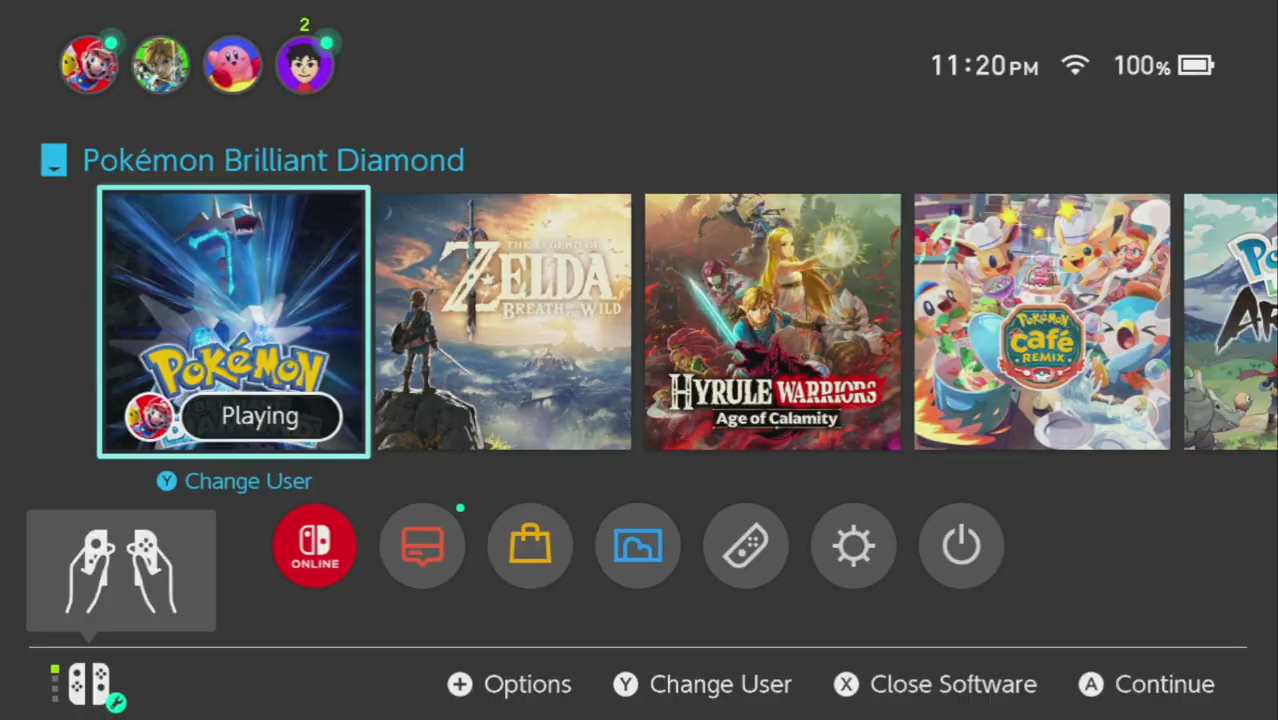 2
11:20PM
100%
Pokémon Brilliant Diamond
POKÉMON
Playing
THE LEGEND OF
ZELDA
BREATH OF THE WILD
HYRULE WARRIORS
Age of Calamity
POKÉMON
Café
REMIX
Y Change User
ONLINE
+ Options
Y Change User
X Close Software
A Continue